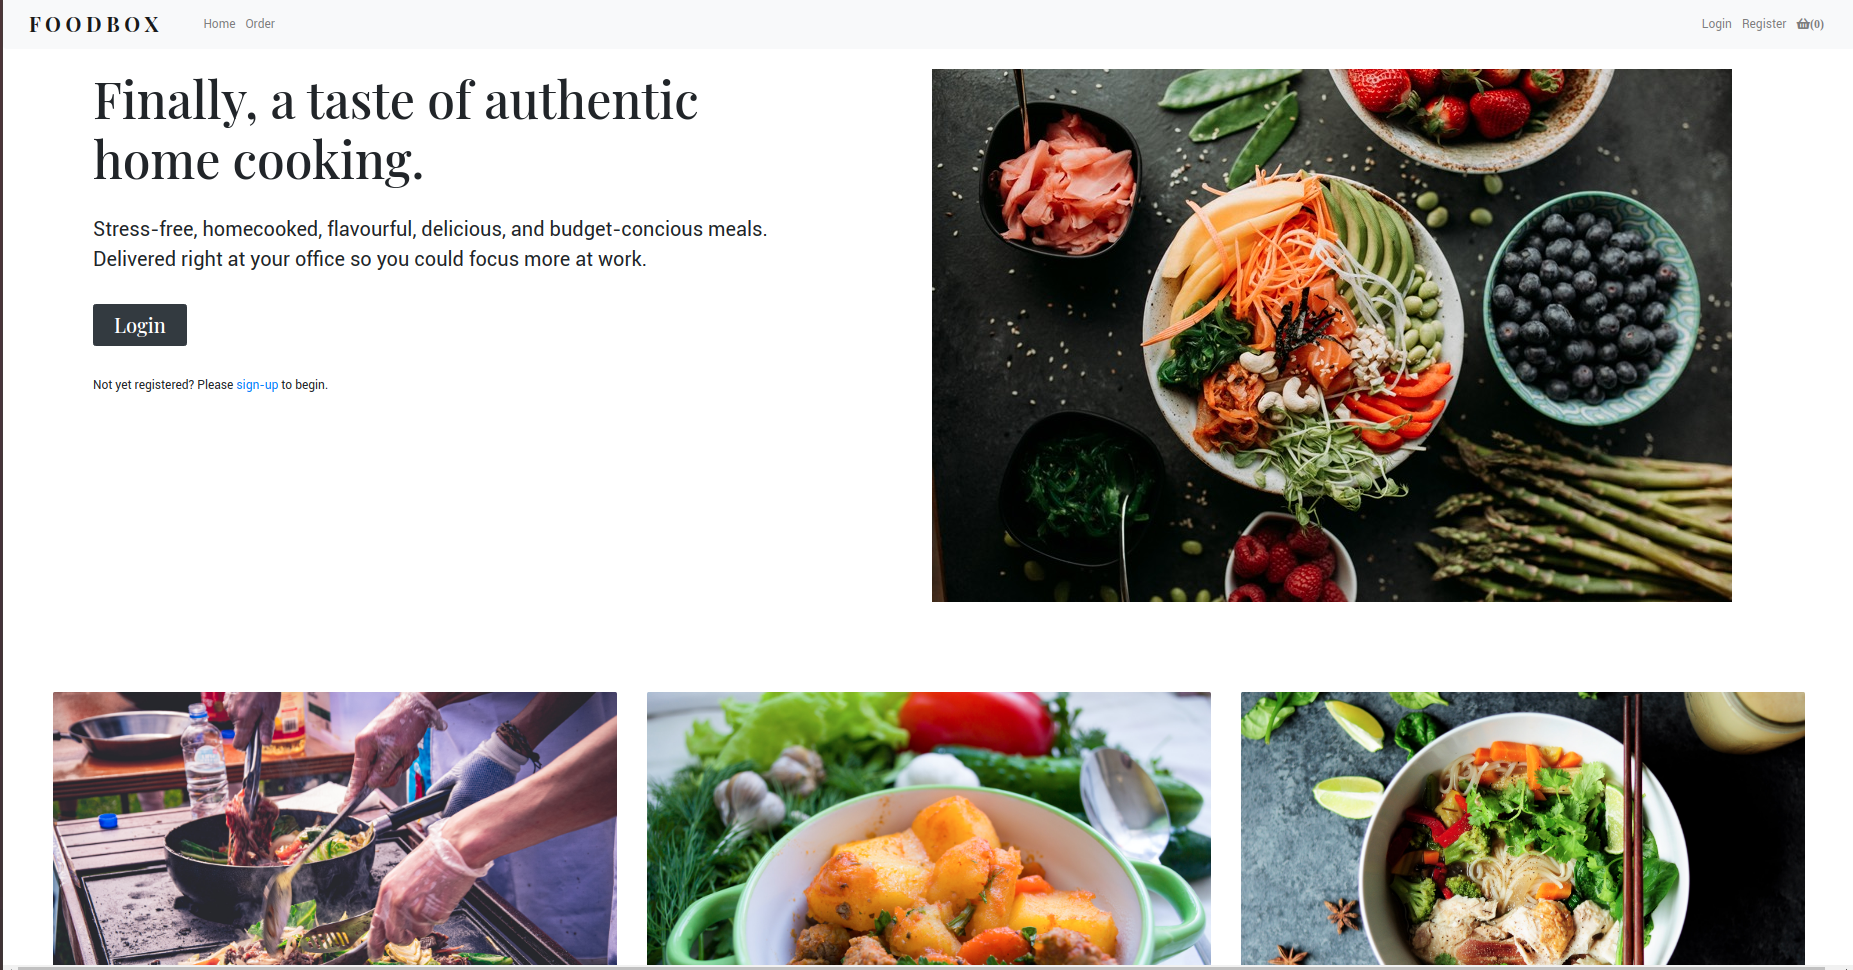 FOODBOX
Home Order
Login Register (0)
Finally, a taste of authentic
home cooking.
Stress-free, homecooked, flavourful, delicious, and budget-concious meals.
Delivered right at your office so you could focus more at work.
Login
Not yet registered? Please sign-up to begin.